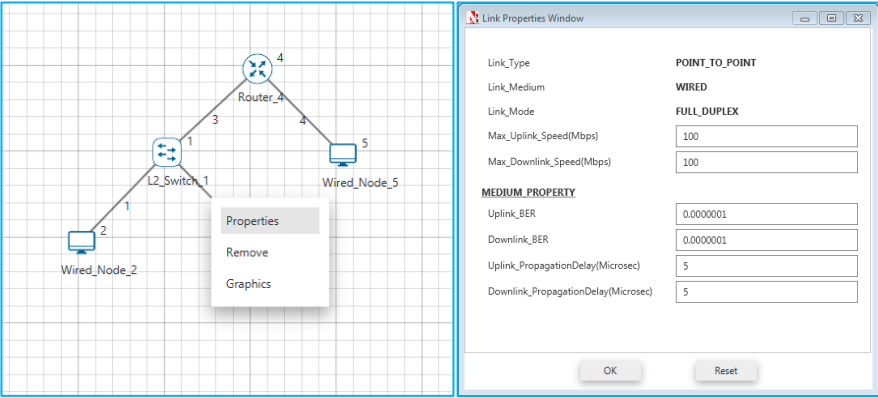 4
Router_4
3
4
1
5
L2_Switch_1
Wired_Node_5
1
2
Wired_Node_2
Properties
Remove
Graphics
Link Properties Window
Link_Type POINT_TO_POINT
Link_Medium WIRED
Link_Mode FULL_DUPLEX
Max_Uplink_Speed(Mbps) 100
Max_Downlink_Speed(Mbps) 100
MEDIUM_PROPERTY
Uplink_BER 0.0000001
Downlink_BER 0.0000001
Uplink_PropagationDelay(Microsec) 5
Downlink_PropagationDelay(Microsec) 5
OK Reset